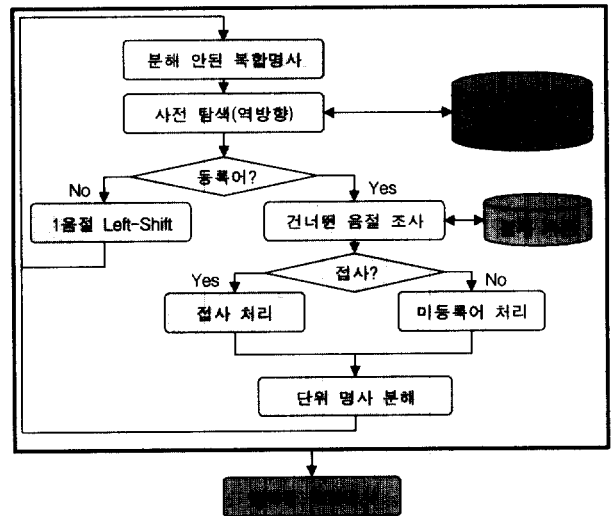 분해 안된 복합명사
사전 탐색(역방향)
등록어?
No
Yes
1음절 Left-Shift
건너뛴 음절 조사
접사?
Yes
No
접사 처리
미등록어 처리
단위 명사 분해